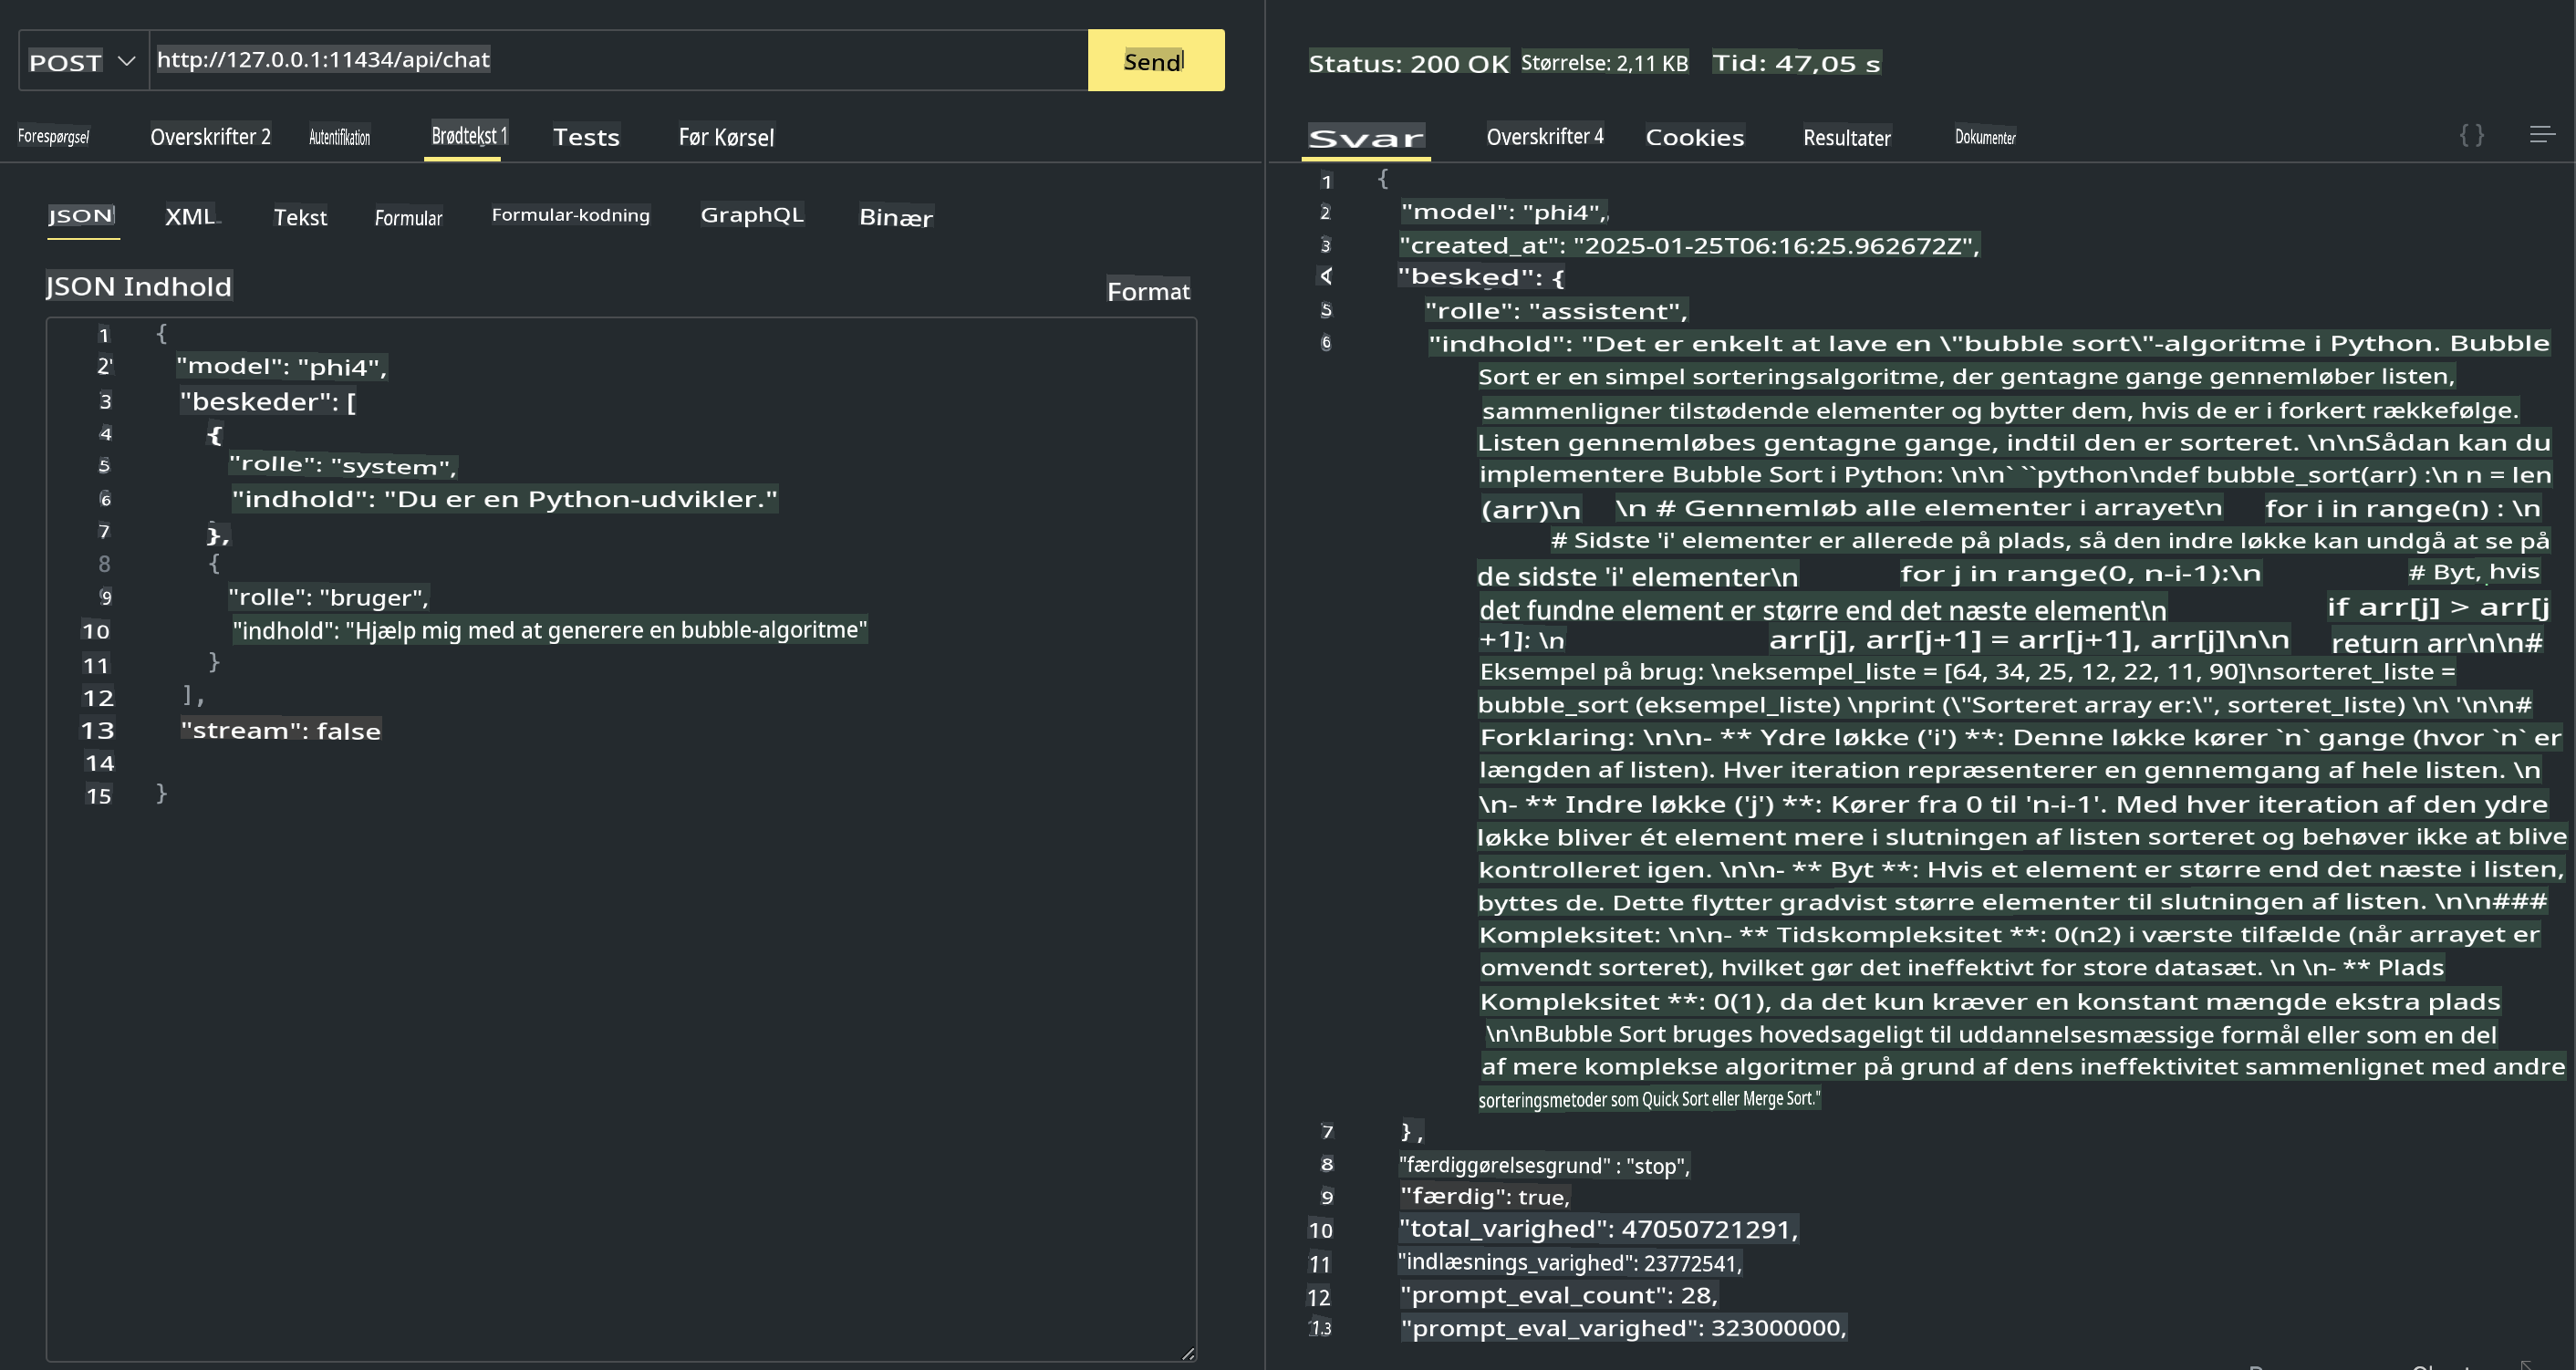 POST
http://127.0.0.1:11434/api/chat
Send
Forespørgsel Overskrifter 2 Autentifikation Brødtekst 1 Tests Før Kørsel
JSON XML Tekst Formular Formular-kodning GraphQL Binær
JSON Indhold Format
1 {
2 "model": "phi4",
3 "beskeder": [
4 {
5 "rolle": "system",
6 "indhold": "Du er en Python-udvikler."
7 },
8 {
9 "rolle": "bruger",
10 "indhold": "Hjælp mig med at generere en bubble-algoritme"
11 }
12 ],
13 "stream": false
14
15 }
Status: 200 OK Størrelse: 2,11 KB Tid: 47,05 s
Svar Overskrifter 4 Cookies Resultater Dokumenter { }
1 {
2 "model": "phi4",
3 "created_at": "2025-01-25T06:16:25.962672Z",
4 "besked": {
5 "rolle": "assistent",
6 "indhold": "Det er enkelt at lave en \"bubble sort\"-algoritme i Python. Bubble
Sort er en simpel sorteringsalgoritme, der gentagne gange gennemløber listen,
sammenligner tilstødende elementer og bytter dem, hvis de er i forkert rækkefølge.
Listen gennemløbes gentagne gange, indtil den er sorteret. \n\nSådan kan du
implementere Bubble Sort i Python: \n\n` ``python\ndef bubble_sort(arr) :\n n = len
(arr)\n \n # Gennemløb alle elementer i arrayet\n for i in range(n) : \n
# Sidste 'i' elementer er allerede på plads, så den indre løkke kan undgå at se på
de sidste 'i' elementer\n for j in range(0, n-i-1):\n # Byt, hvis
det fundne element er større end det næste element\n if arr[j] > arr[j
+1]: \n arr[j], arr[j+1] = arr[j+1], arr[j]\n\n return arr\n\n#
Eksempel på brug: \neksempel_liste = [64, 34, 25, 12, 22, 11, 90]\nsorteret_liste =
bubble_sort (eksempel_liste) \nprint (\"Sorteret array er:\", sorteret_liste) \n\ '\n\n#
Forklaring: \n\n- ** Ydre løkke ('i') **: Denne løkke kører `n` gange (hvor `n` er
længden af listen). Hver iteration repræsenterer en gennemgang af hele listen. \n
\n- ** Indre løkke ('j') **: Kører fra 0 til 'n-i-1'. Med hver iteration af den ydre
løkke bliver ét element mere i slutningen af listen sorteret og behøver ikke at blive
kontrolleret igen. \n\n- ** Byt **: Hvis et element er større end det næste i listen,
byttes de. Dette flytter gradvist større elementer til slutningen af listen. \n\n###
Kompleksitet: \n\n- ** Tidskompleksitet **: 0(n2) i værste tilfælde (når arrayet er
omvendt sorteret), hvilket gør det ineffektivt for store datasæt. \n \n- ** Plads
Kompleksitet **: 0(1), da det kun kræver en konstant mængde ekstra plads
\n\nBubble Sort bruges hovedsageligt til uddannelsesmæssige formål eller som en del
af mere komplekse algoritmer på grund af dens ineffektivitet sammenlignet med andre
sorteringsmetoder som Quick Sort eller Merge Sort."
7 },
8 "færdiggørelsesgrund" : "stop",
9 "færdig": true,
10 "total_varighed": 47050721291,
11 "indlæsnings_varighed": 23772541,
12 "prompt_eval_count": 28,
13 "prompt_eval_varighed": 323000000,